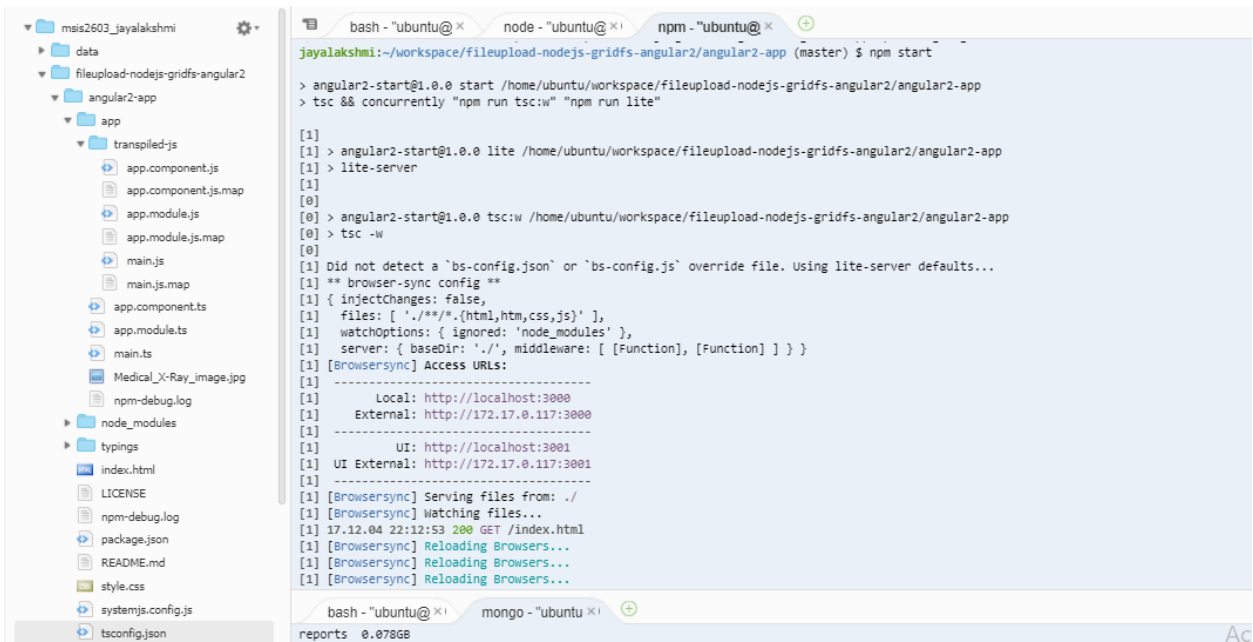 msis2603_jayalakshmi
data
fileupload-nodejs-gridfs-angular2
angular2-app
app
transpiled-js
app.component.js
app.component.js.map
app.module.js
app.module.js.map
main.js
main.js.map
app.component.ts
app.module.ts
main.ts
Medical_X-Ray_image.jpg
npm-debug.log
node_modules
typings
index.html
LICENSE
npm-debug.log
package.json
README.md
style.css
systemjs.config.js
tsconfig.json
bash - "ubuntu@ × node - "ubuntu@ × npm - "ubuntu@ ×
jayalakshmi:~/workspace/fileupload-nodejs-gridfs-angular2/angular2-app (master) $ npm start
> angular2-start@1.0.0 start /home/ubuntu/workspace/fileupload-nodejs-gridfs-angular2/angular2-app
> tsc && concurrently "npm run tsc:w" "npm run lite"
[1]
[1] > angular2-start@1.0.0 lite /home/ubuntu/workspace/fileupload-nodejs-gridfs-angular2/angular2-app
[1] > lite-server
[1]
[0]
[0] > angular2-start@1.0.0 tsc:w /home/ubuntu/workspace/fileupload-nodejs-gridfs-angular2/angular2-app
[0] > tsc -w
[0]
[1] Did not detect a `bs-config.json` or `bs-config.js` override file. Using lite-server defaults...
[1] ** browser-sync config **
[1] { injectChanges: false,
[1]   files: [ './**/*.{html,htm,css,js}' ],
[1]   watchOptions: { ignored: 'node_modules' },
[1]   server: { baseDir: './', middleware: [ [Function], [Function] ] } }
[1] [Browsersync] Access URLs:
[1]  -------------------------------------
[1]        Local: http://localhost:3000
[1]     External: http://172.17.0.117:3000
[1]  -------------------------------------
[1]           UI: http://localhost:3001
[1]  UI External: http://172.17.0.117:3001
[1]  -------------------------------------
[1] [Browsersync] Serving files from: ./
[1] [Browsersync] Watching files...
[1] 17.12.04 22:12:53 200 GET /index.html
[1] [Browsersync] Reloading Browsers...
[1] [Browsersync] Reloading Browsers...
[1] [Browsersync] Reloading Browsers...
bash - "ubuntu@ × mongo - "ubuntu ×
reports 0.078GB